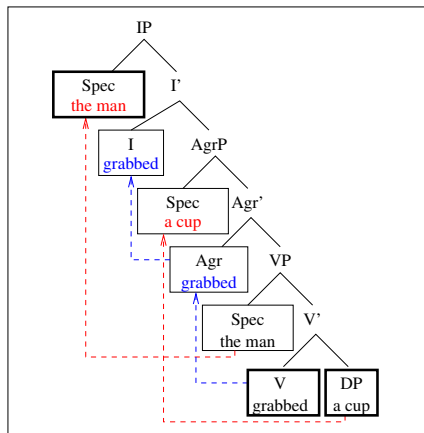 IP
Spec
the man
I'
I
grabbed
AgrP
Spec
a cup
Agr'
Agr
grabbed
VP
Spec
the man
V'
V
grabbed
DP
a cup